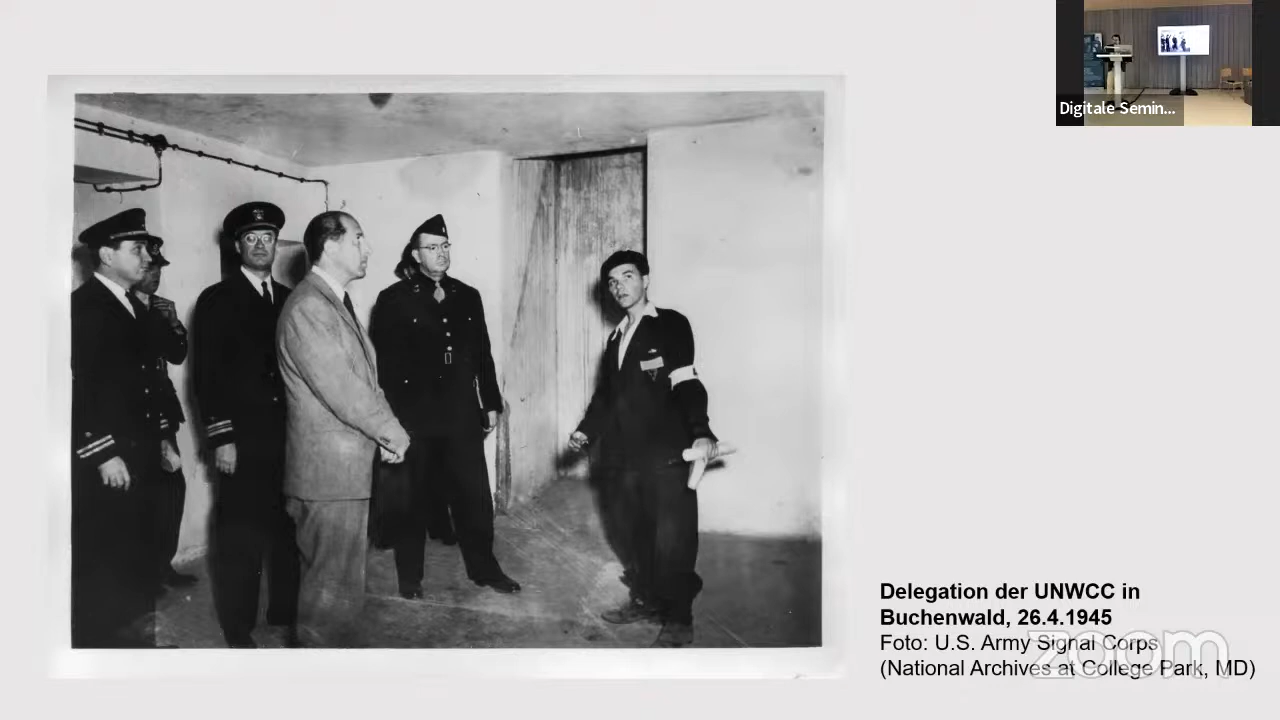 Digitale Semin...
Delegation der UNWCC in
Buchenwald, 26.4.1945
Foto: U.S. Army Signal Corps
(National Archives at College Park, MD)
zoom